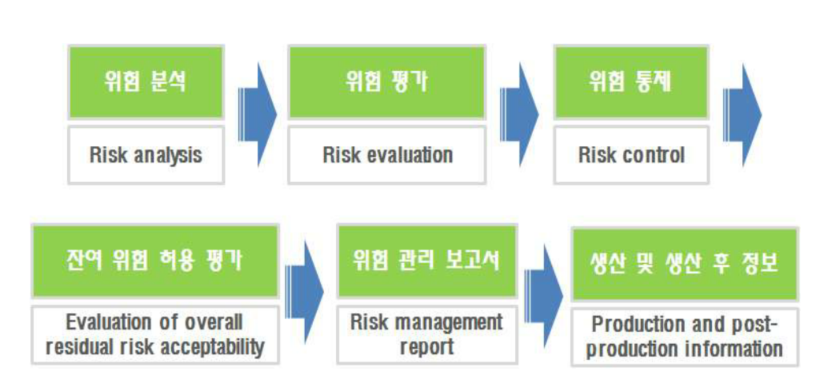 위험 분석
위험 평가
위험 통제
Risk analysis
Risk evaluation
Risk control
잔여 위험 허용 평가
위험 관리 보고서
생산 및 생산 후 정보
Evaluation of overall
residual risk acceptability
Risk management
report
Production and post-
production information